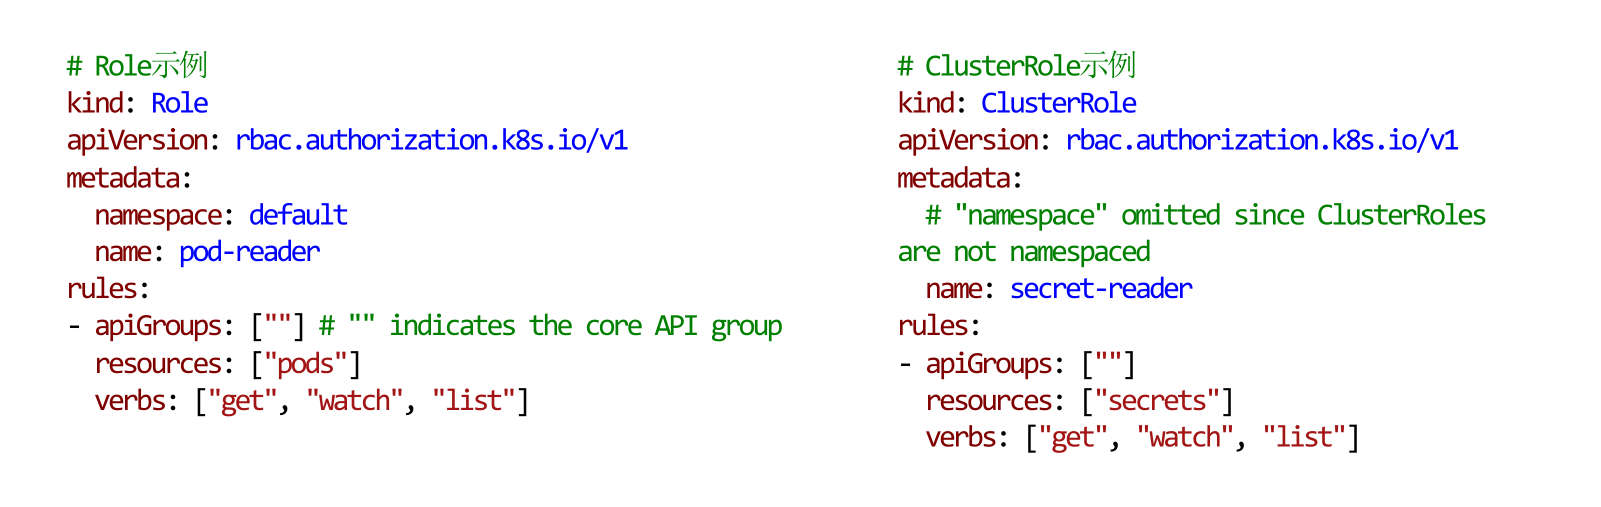 # Role示例
kind: Role
apiVersion: rbac.authorization.k8s.io/v1
metadata:
  namespace: default
  name: pod-reader
rules:
- apiGroups: [""] # "" indicates the core API group
  resources: ["pods"]
  verbs: ["get", "watch", "list"]
# ClusterRole示例
kind: ClusterRole
apiVersion: rbac.authorization.k8s.io/v1
metadata:
  # "namespace" omitted since ClusterRoles
are not namespaced
  name: secret-reader
rules:
- apiGroups: [""]
  resources: ["secrets"]
  verbs: ["get", "watch", "list"]